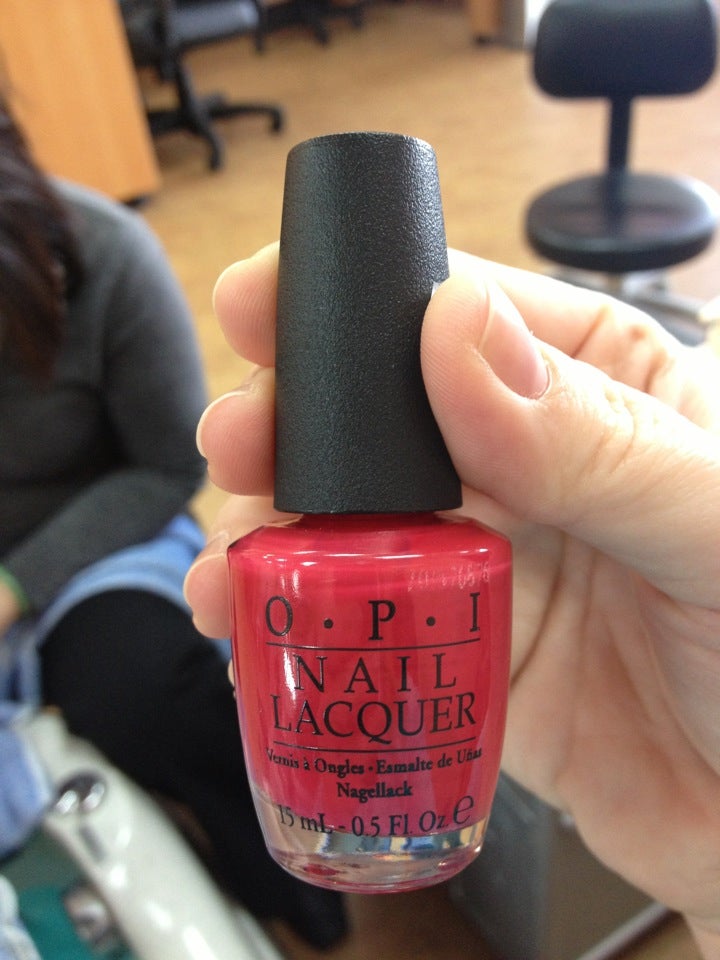 O · P · I
NAIL
LACQUER
Vernis à Ongles · Esmalte de Uñas
Nagellack
15 mL - 0.5 Fl. Oz. e